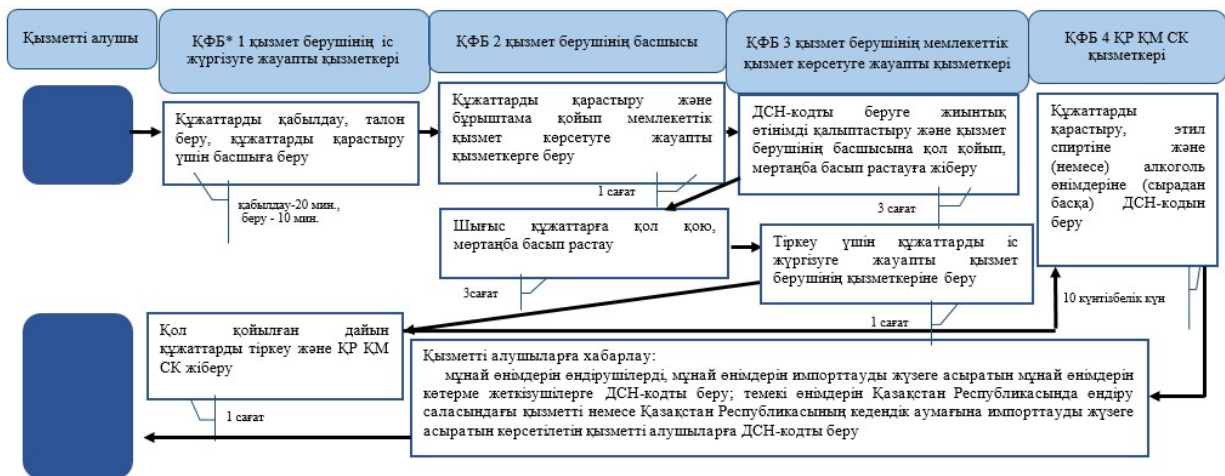 Қызметті алушы
ҚФБ* 1 қызмет берушінің іс
жүргізуге жауапты қызметкері
ҚФБ 2 қызмет берушінің басшысы
ҚФБ 3 қызмет берушінің мемлекеттік
қызмет көрсетуге жауапты қызметкері
ҚФБ 4 ҚР ҚМ СК
қызметкері
Құжаттарды қабылдау, талон
беру, құжаттарды қарастыру
үшін басшыға беру
қабылдау-20 мин.,
беру - 10 мин.
Құжаттарды қарастыру және
бұрыштама қойып мемлекеттік
қызмет көрсетуге жауапты
қызметкерге беру
1 сағат
ДСН-кодты беруге жиынтық
өтінімді қалыптастыру және қызмет
берушінің басшысына қол қойып,
мөртаңба басып растауға жіберу
3 сағат
Құжаттарды
қарастыру, этил
спиртіне және
(немесе) алкоголь
өнімдеріне (сырадан
басқа) ДСН-кодын
беру
10 күнтізбелік күн
Шығыс құжаттарға қол қою,
мөртаңба басып растау
3сағат
Тіркеу үшін құжаттарды іс
жүргізуге жауапты қызмет
берушінің қызметкеріне беру
1 сағат
Қол қойылған дайын
құжаттарды тіркеу және ҚР ҚМ
СК жіберу
1 сағат
Қызметті алушыларға хабарлау:
мұнай өнімдерін өндірушілерді, мұнай өнімдерін импорттауды жүзеге асыратын мұнай өнімдерін
көтерме жеткізушілерге ДСН-кодты беру; темекі өнімдерін Қазақстан Республикасында өндіру
саласындағы қызметті немесе Қазақстан Республикасының кедендік аумағына импорттауды жүзеге
асыратын көрсетілетін қызметті алушыларға ДСН-кодты беру